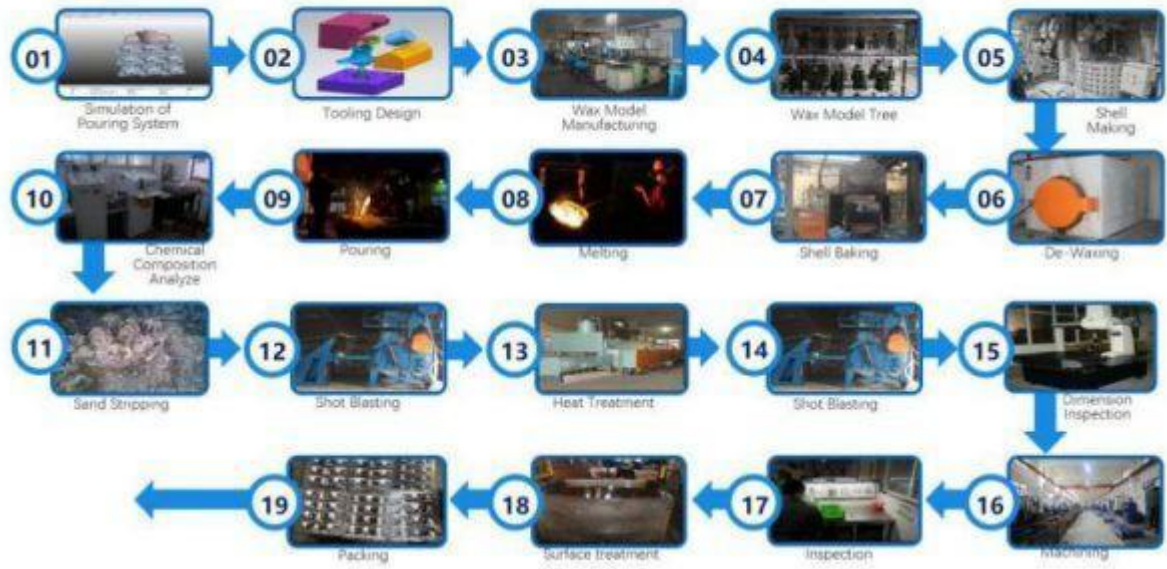 01
Simulation of
Pouring System
02
Tooling Design
03
Wax Model
Manufacturing
04
Wax Model Tree
05
Shell
Making
06
De-Waxing
07
Shell Baking
08
Melting
09
Pouring
10
Chemical
Composition
Analyze
11
Sand Stripping
12
Shot Blasting
13
Heat Treatment
14
Shot Blasting
15
Dimension
Inspection
16
Machining
17
Inspection
18
Surface treatment
19
Packing